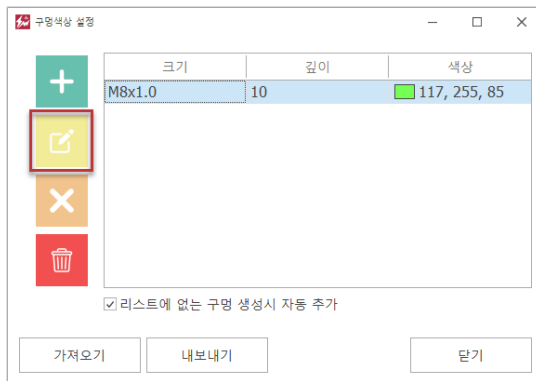 구멍색상 설정
크기 깊이 색상
M8x1.0 10 117, 255, 85
리스트에 없는 구멍 생성시 자동 추가
가져오기 내보내기 닫기